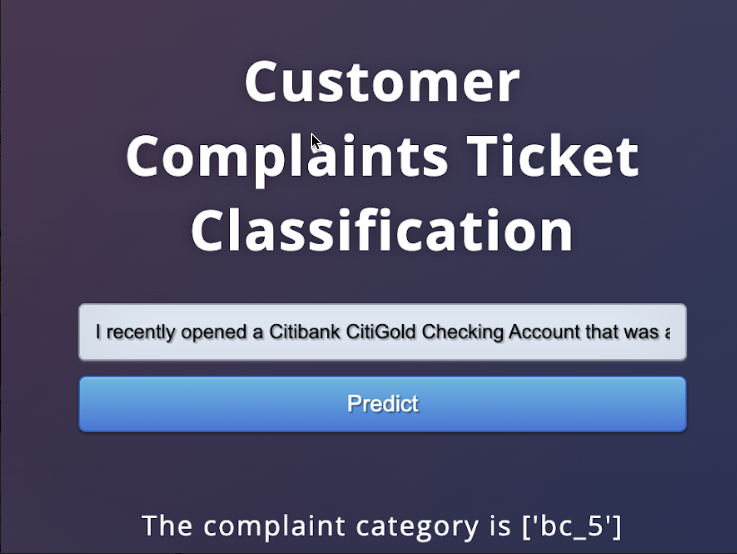 Customer
Complaints Ticket
Classification
I recently opened a Citibank CitiGold Checking Account that was
Predict
The complaint category is ['bc_5']